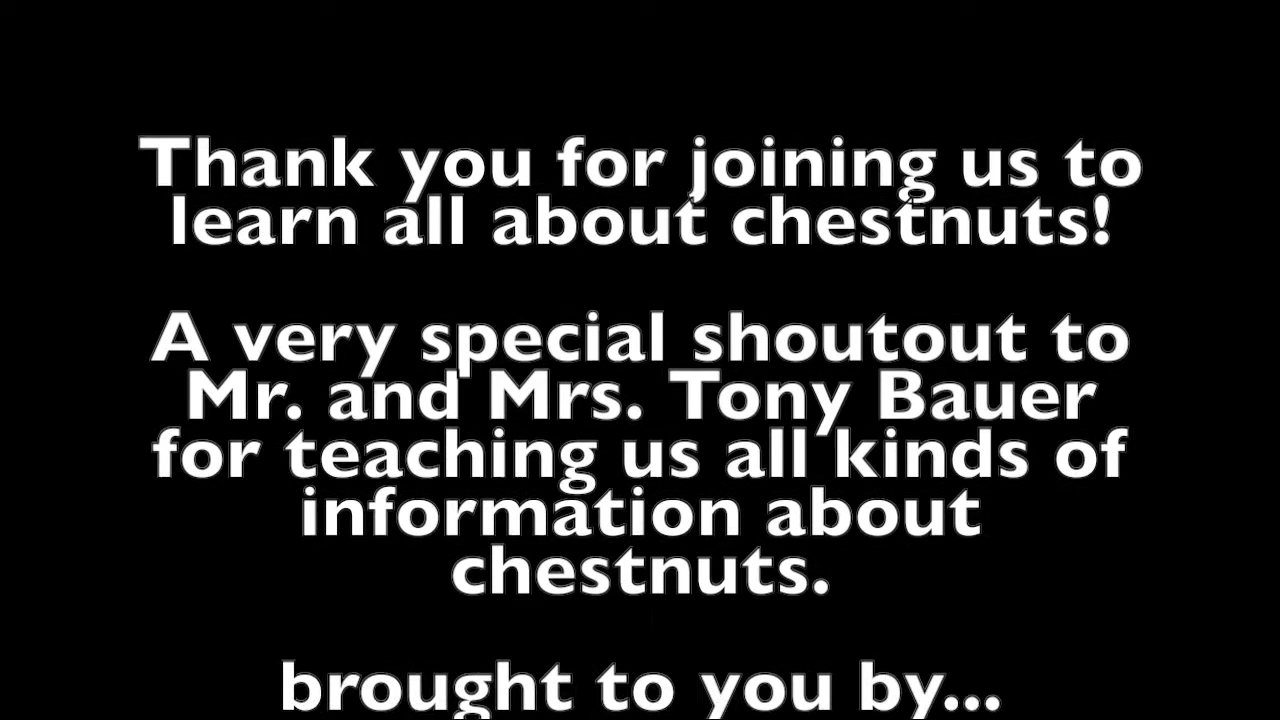 Thank you for joining us to
learn all about chestnuts!
A very special shoutout to
Mr. and Mrs. Tony Bauer
for teaching us all kinds of
information about
chestnuts.
brought to you by...